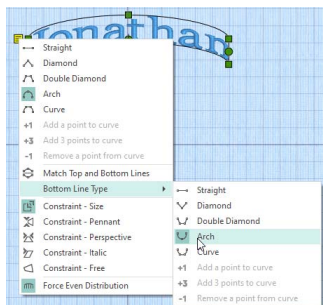 Jonathan
Straight
Diamond
Double Diamond
Arch
Curve
+1 Add a point to curve
+3 Add 3 points to curve
-1 Remove a point from curve
Match Top and Bottom Lines
Bottom Line Type
Constraint - Size
Constraint - Pennant
Constraint - Perspective
Constraint - Italic
Constraint - Free
Force Even Distribution
Straight
Diamond
Double Diamond
Arch
Curve
+1 Add a point to curve
+3 Add 3 points to curve
-1 Remove a point from curve